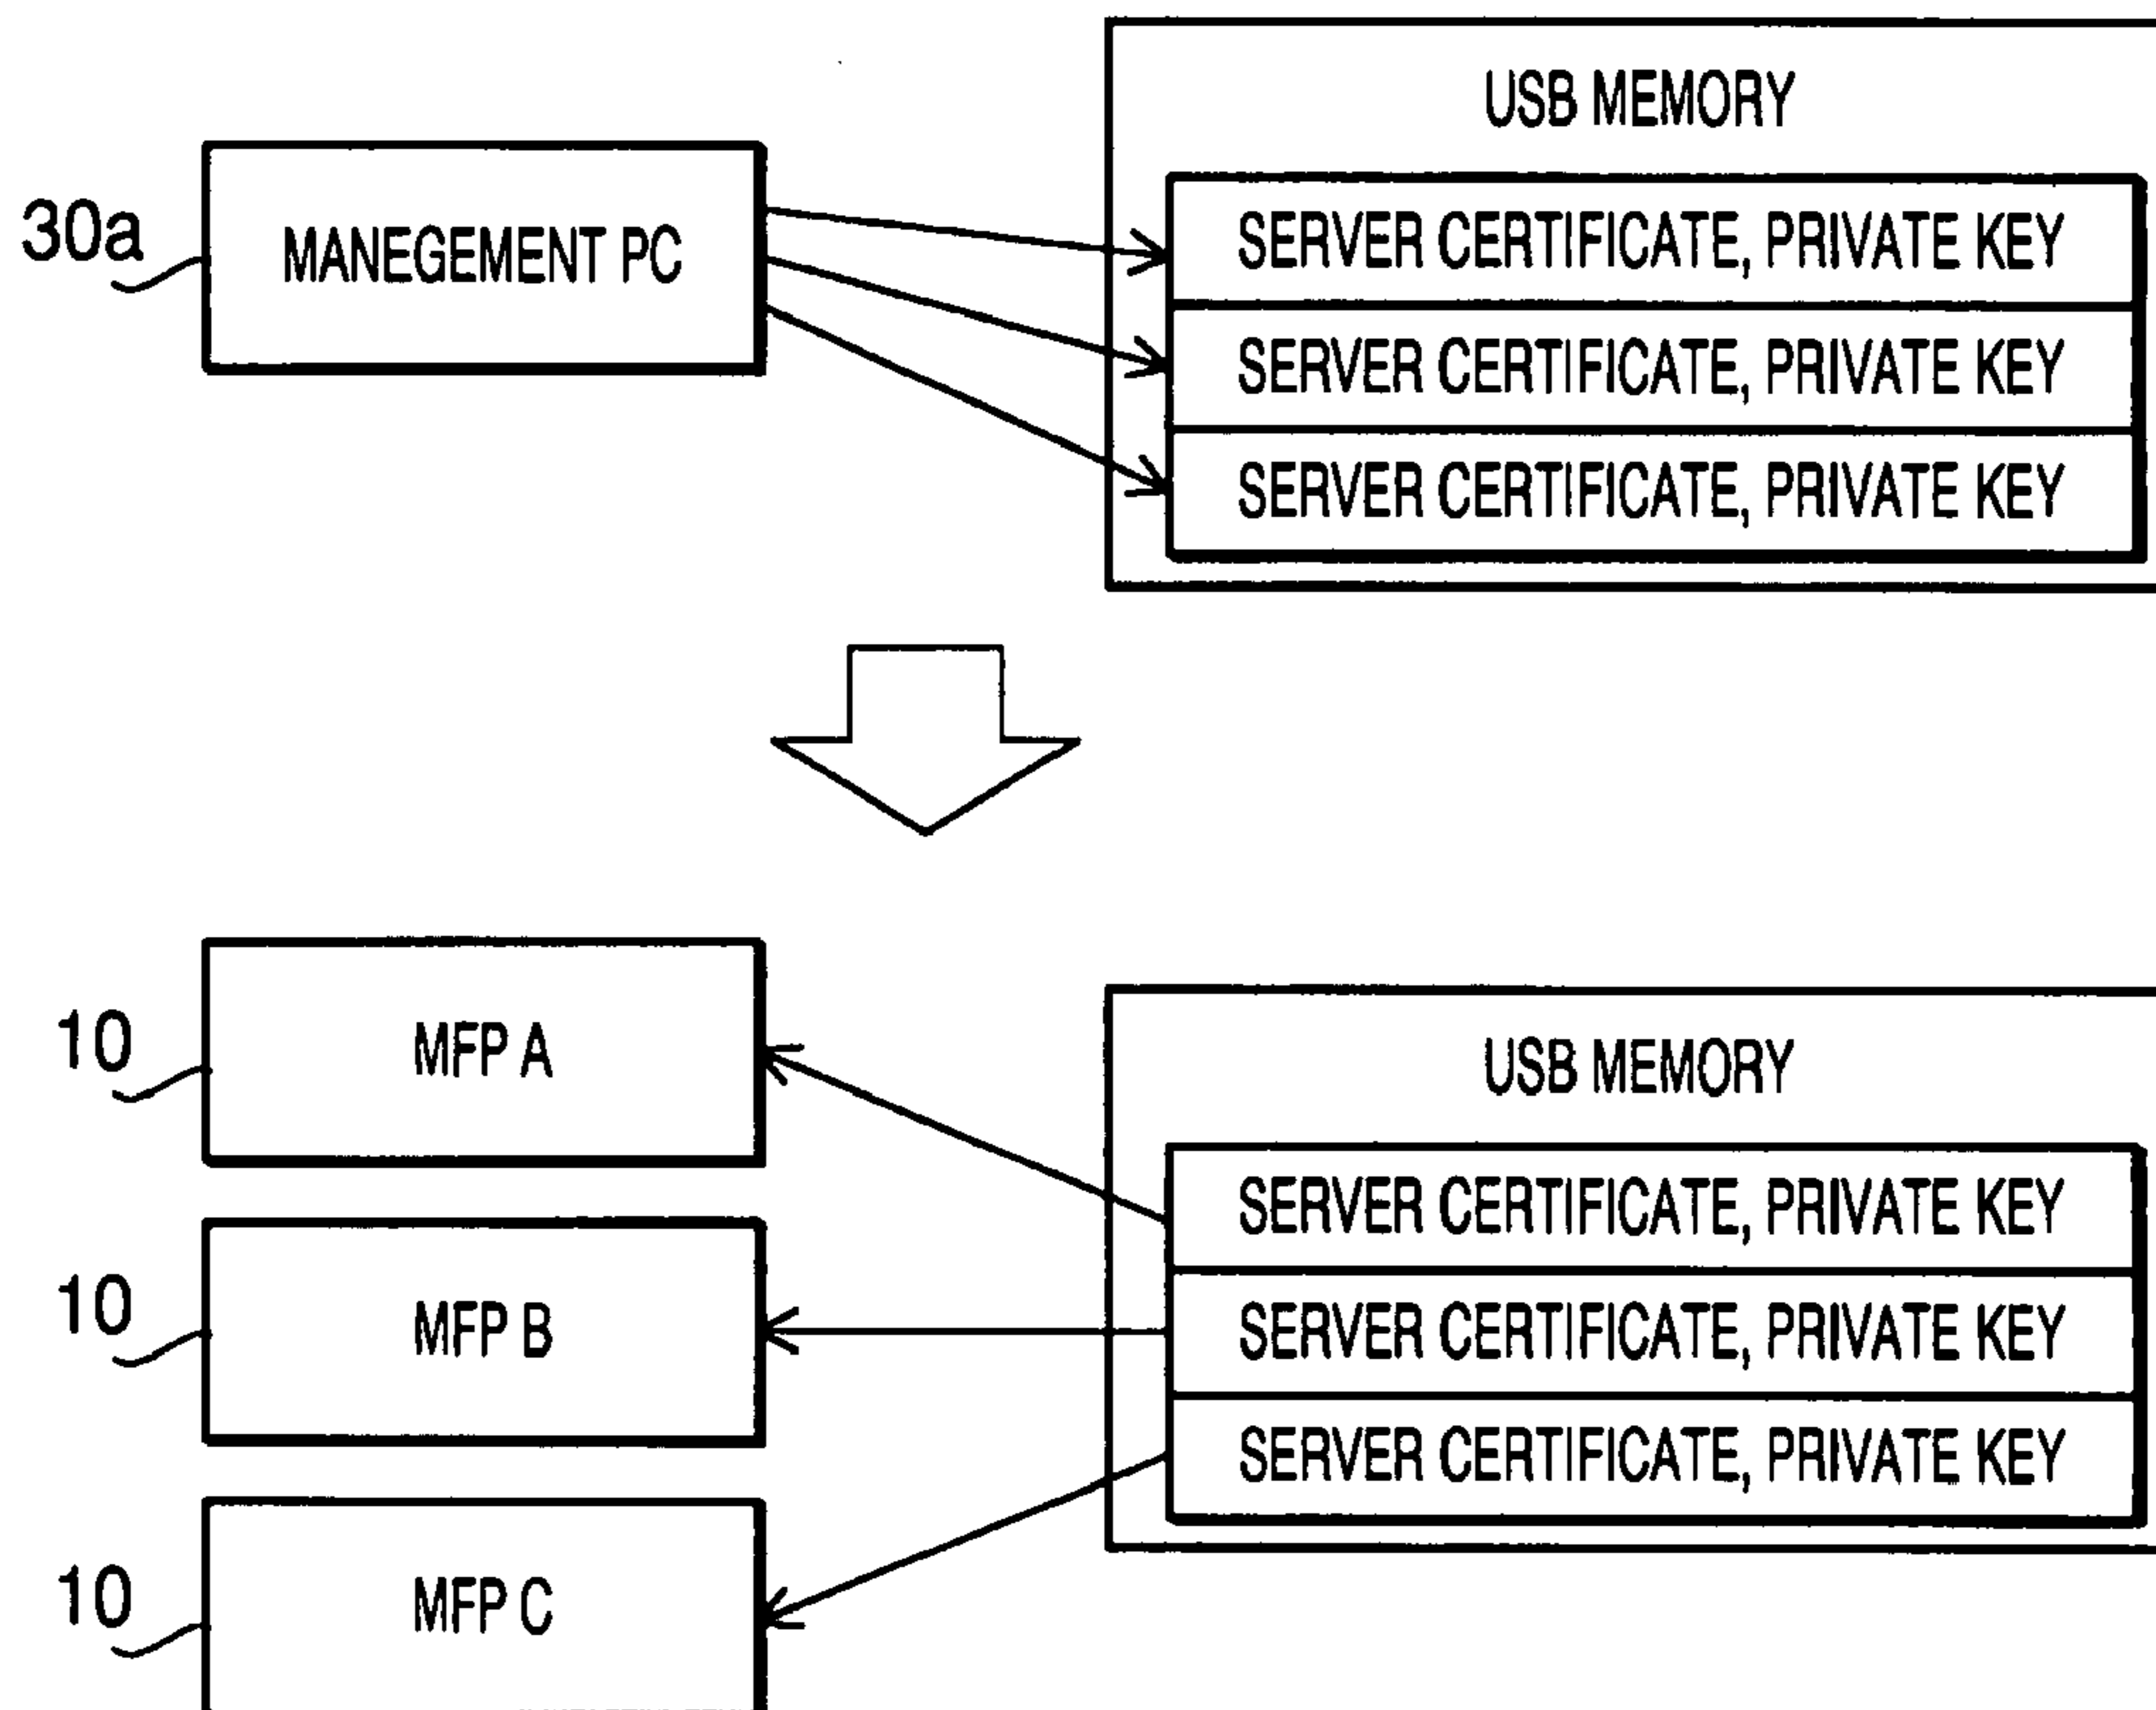 USB MEMORY
30a
MANEGEMENT PC
SERVER CERTIFICATE, PRIVATE KEY
SERVER CERTIFICATE, PRIVATE KEY
SERVER CERTIFICATE, PRIVATE KEY
10
MFP A
USB MEMORY
SERVER CERTIFICATE, PRIVATE KEY
10
MFP B
SERVER CERTIFICATE, PRIVATE KEY
SERVER CERTIFICATE, PRIVATE KEY
10
MFP C